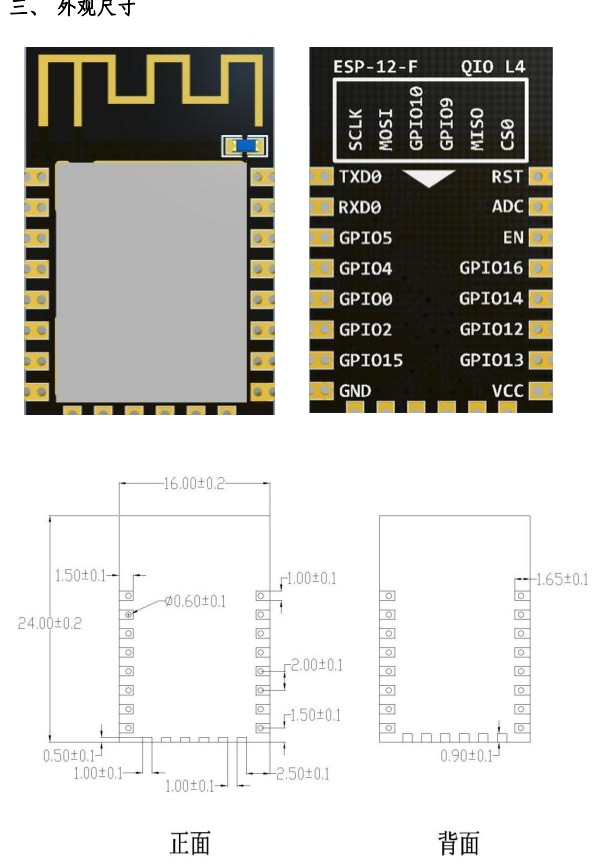 三、 外观尺寸
ESP-12-F QIO L4
SCLK
MOSI
GPIO10
GPIO9
MISO
CS0
TXD0 RST
RXD0 ADC
GPIO5 EN
GPIO4 GPIO16
GPIO0 GPIO14
GPIO2 GPIO12
GPIO15 GPIO13
GND VCC
16.00±0.2
1.50±0.1
1.00±0.1
1.65±0.1
Ø0.60±0.1
24.00±0.2
2.00±0.1
1.50±0.1
0.50±0.1
0.90±0.1
1.00±0.1
2.50±0.1
1.00±0.1
正面 背面